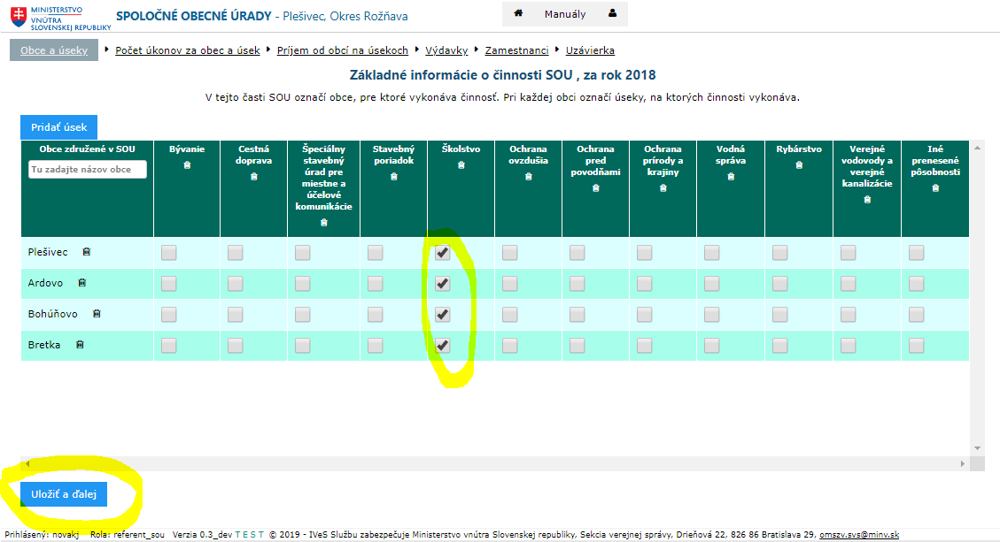 MINISTERSTVO
VNÚTRA
SLOVENSKEJ REPUBLIKY
SPOLOČNÉ OBECNÉ ÚRADY - Plešivec, Okres Rožňava
Manuály
Obce a úseky
Počet úkonov za obec a úsek
Príjem od obcí na úsekoch
Výdavky
Zamestnanci
Uzávierka
Základné informácie o činnosti SOU , za rok 2018
V tejto časti SOU označí obce, pre ktoré vykonáva činnosť. Pri každej obci označí úseky, na ktorých činnosti vykonáva.
Pridať úsek
Obce združené v SOU
Tu zadajte názov obce
Bývanie
Cestná
doprava
Špeciálny
stavebný
úrad pre
miestne a
účelové
komunikácie
Stavebný
poriadok
Školstvo
Ochrana
ovzdušia
Ochrana
pred
povodňami
Ochrana
prírody a
krajiny
Vodná
správa
Rybárstvo
Verejné
vodovody a
verejné
kanalizácie
Iné
prenesené
pôsobnosti
Plešivec
Ardovo
Bohúňovo
Bretka
Uložiť a ďalej
Prihlásený: novakj Rola: referent_sou Verzia 0.3_dev T E S T © 2019 - IVeS Službu zabezpečuje Ministerstvo vnútra Slovenskej republiky, Sekcia verejnej správy, Drieňová 22, 826 86 Bratislava 29, omszv.svs@minv.sk